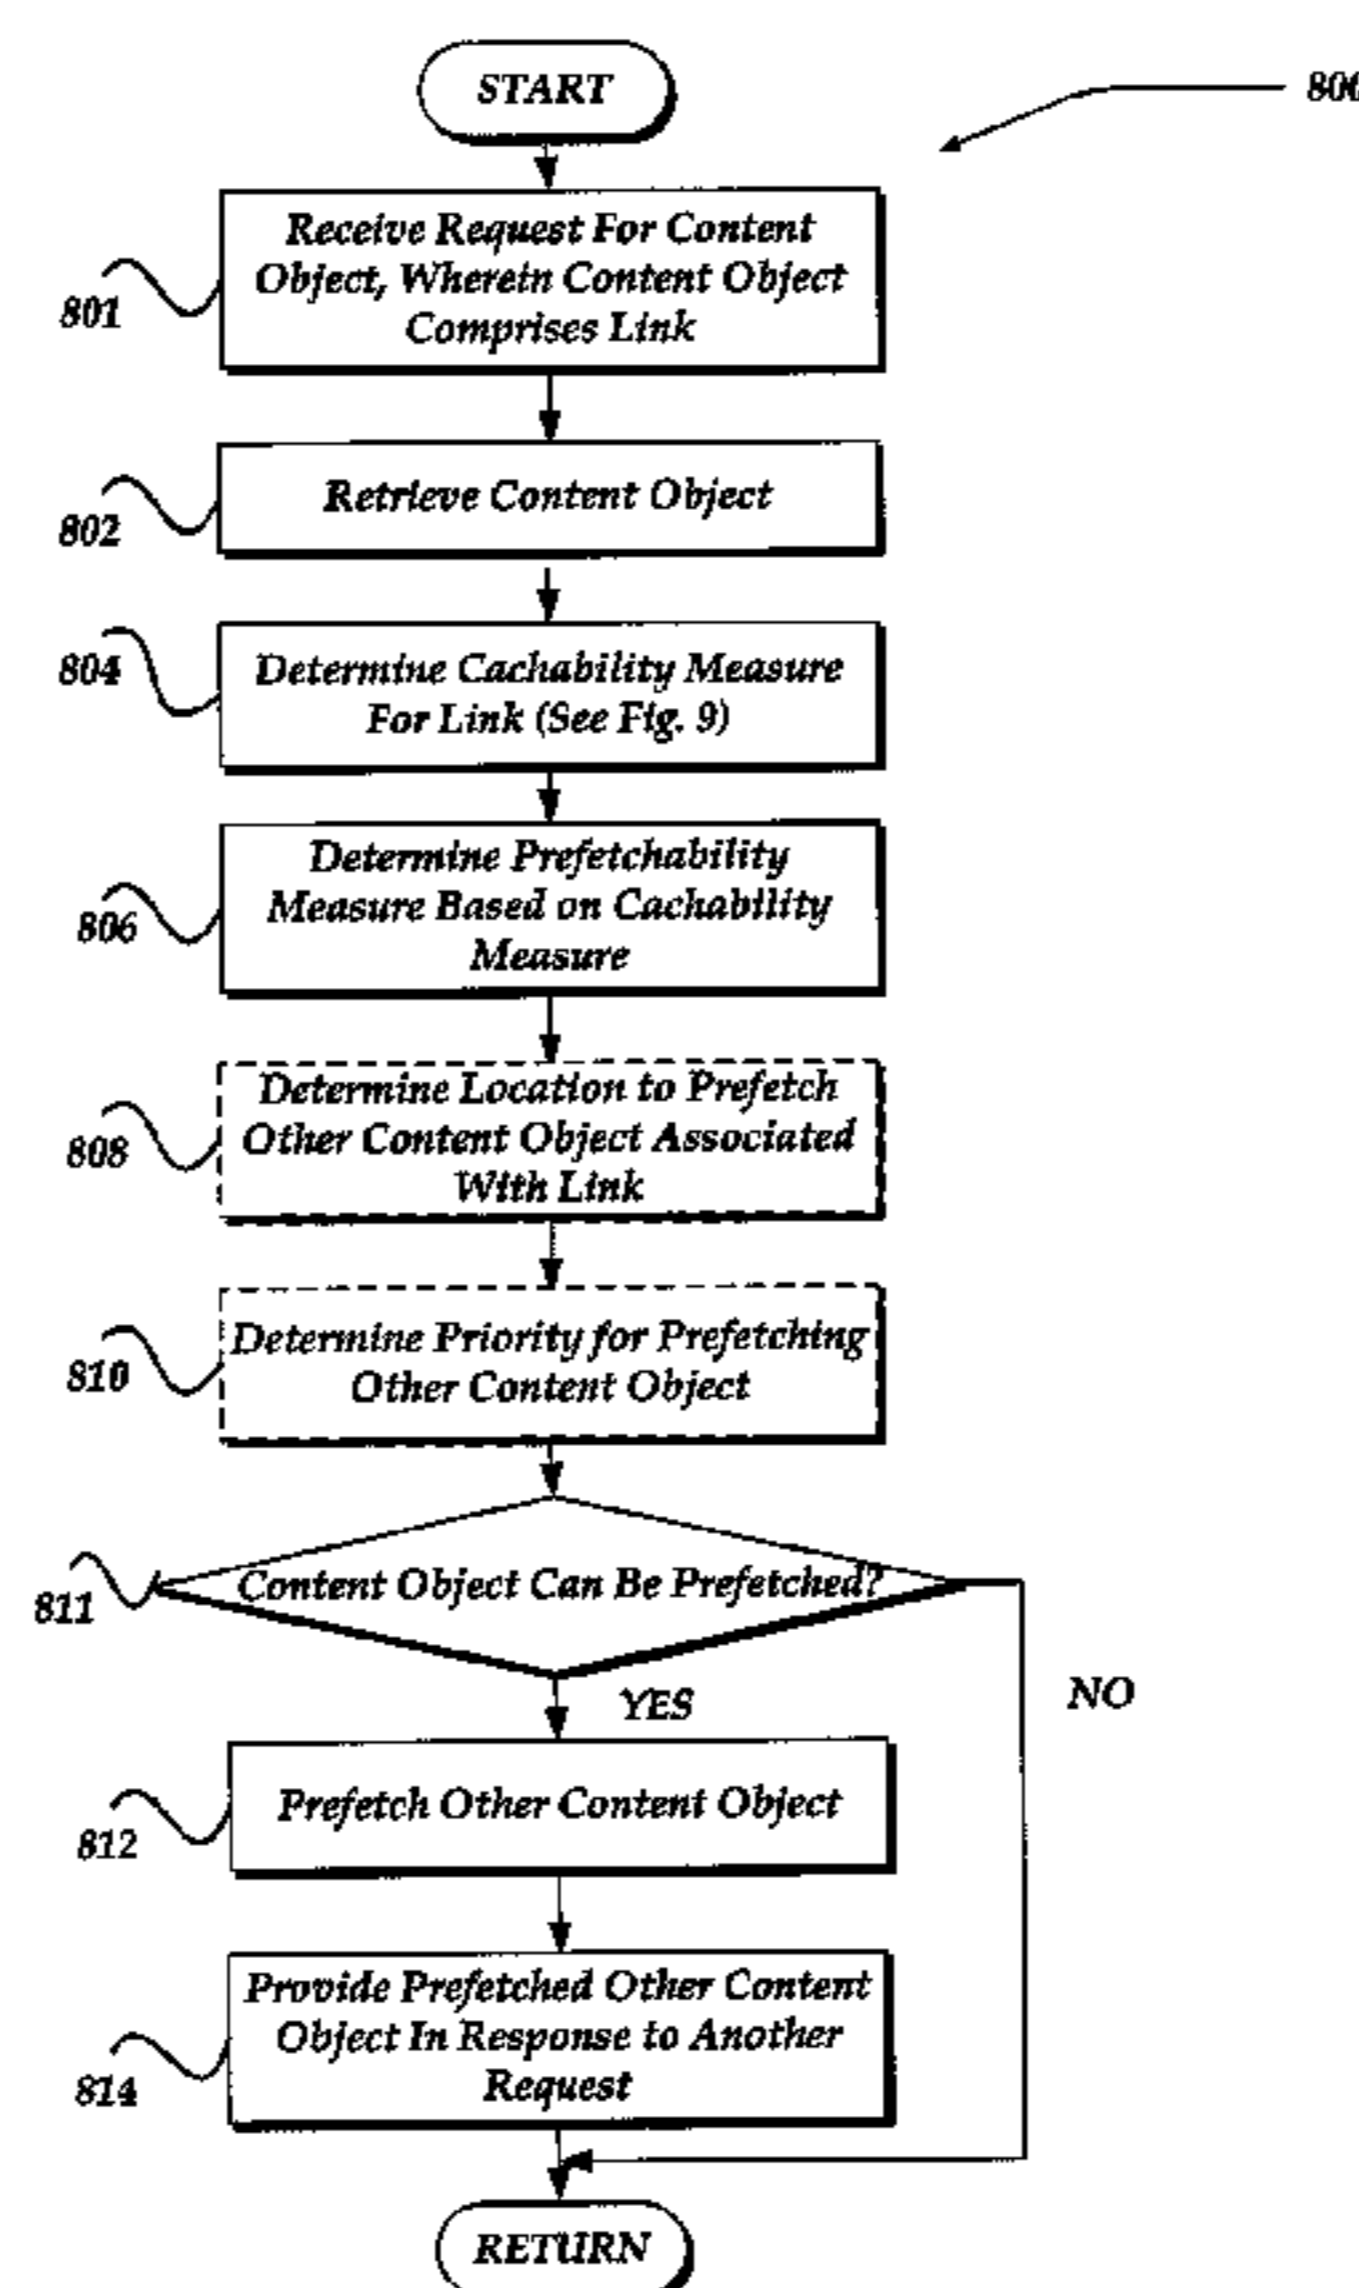 START
800
Receive Request For Content
Object, Wherein Content Object
Comprises Link
801
Retrieve Content Object
802
Determine Cachability Measure
For Link (See Fig. 9)
804
Determine Prefetchability
Measure Based on Cachability
Measure
806
Determine Location to Prefetch
Other Content Object Associated
With Link
808
Determine Priority for Prefetching
Other Content Object
810
Content Object Can Be Prefetched?
811
YES
NO
Prefetch Other Content Object
812
Provide Prefetched Other Content
Object In Response to Another
Request
814
RETURN